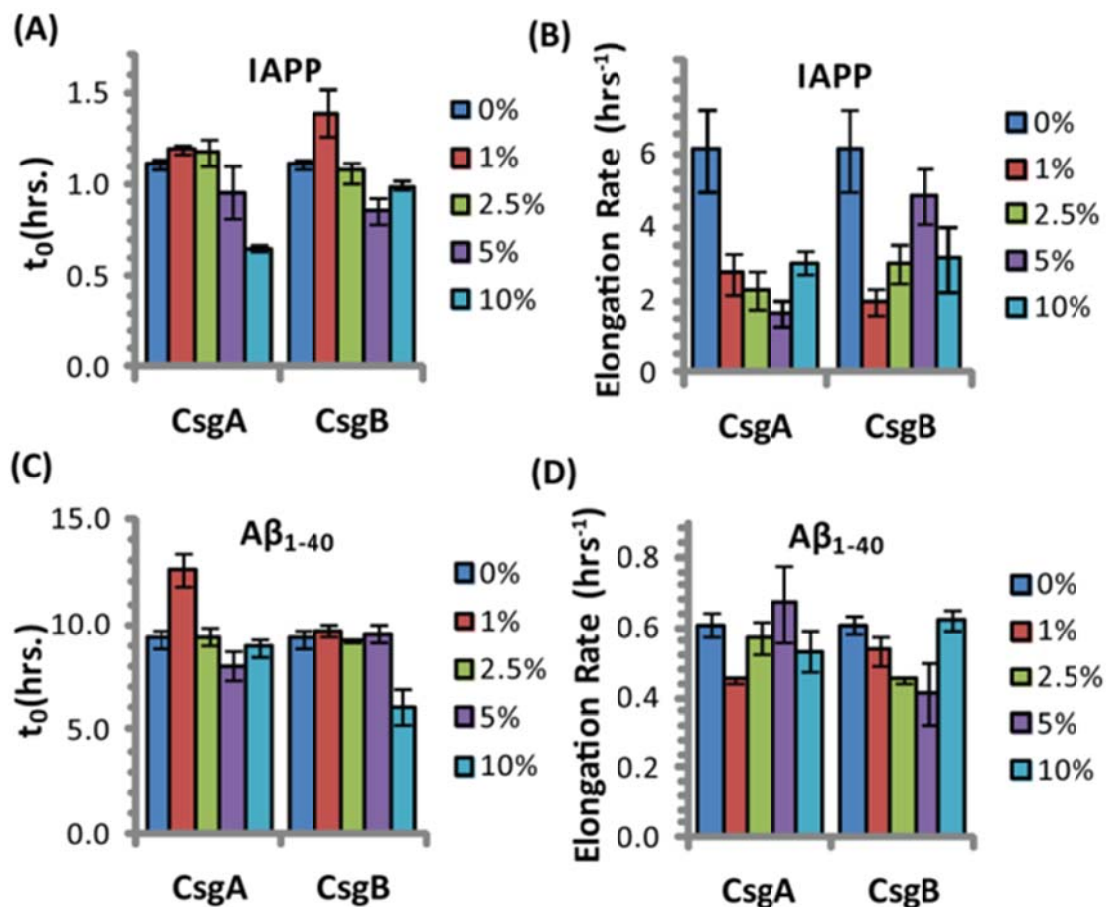 (A)
IAPP
t₀(hrs.)
1.5
1.0
0.5
0.0
CsgA CsgB
0%
1%
2.5%
5%
10%
(B)
IAPP
Elongation Rate (hrs⁻¹)
6
4
2
0
CsgA CsgB
0%
1%
2.5%
5%
10%
(C)
Aβ₁₋₄₀
t₀(hrs.)
15.0
10.0
5.0
0.0
CsgA CsgB
0%
1%
2.5%
5%
10%
(D)
Aβ₁₋₄₀
Elongation Rate (hrs⁻¹)
0.8
0.6
0.4
0.2
0.0
CsgA CsgB
0%
1%
2.5%
5%
10%